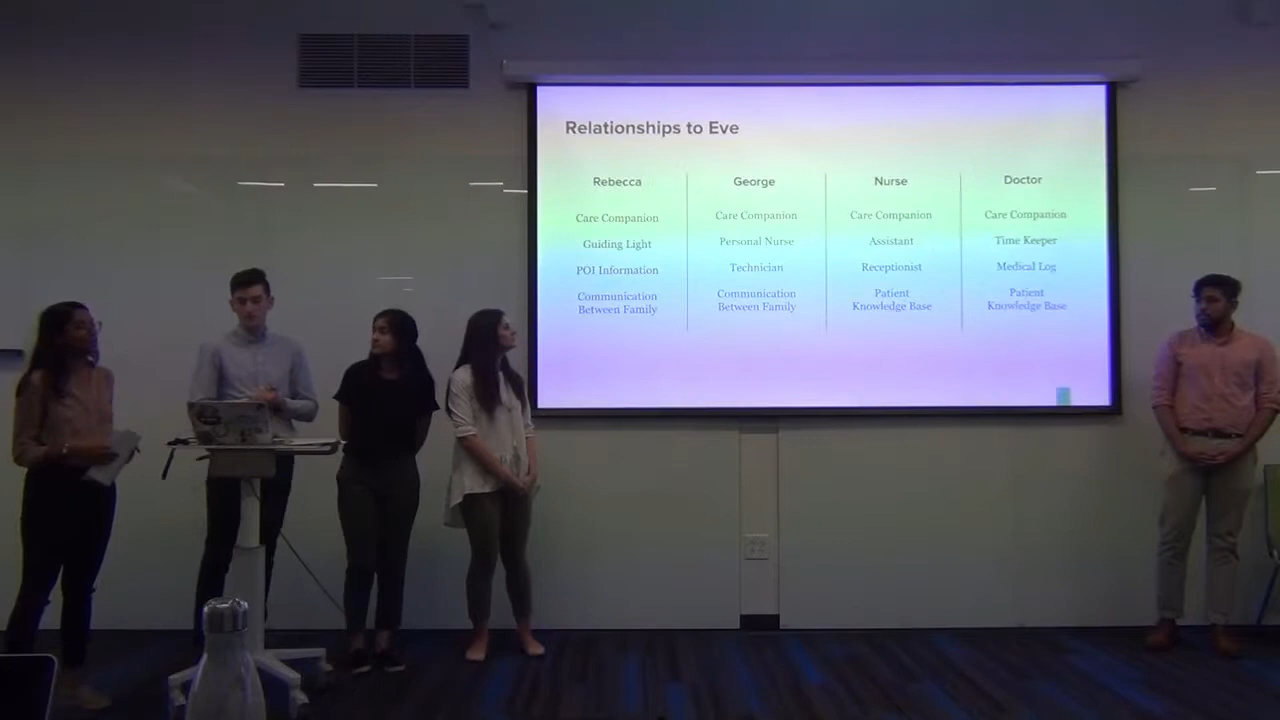 Relationships to Eve
Rebecca
Care Companion
Guiding Light
POI Information
Communication
Between Family
George
Care Companion
Personal Nurse
Technician
Communication
Between Family
Nurse
Care Companion
Assistant
Receptionist
Patient
Knowledge Base
Doctor
Care Companion
Time Keeper
Medical Log
Patient
Knowledge Base